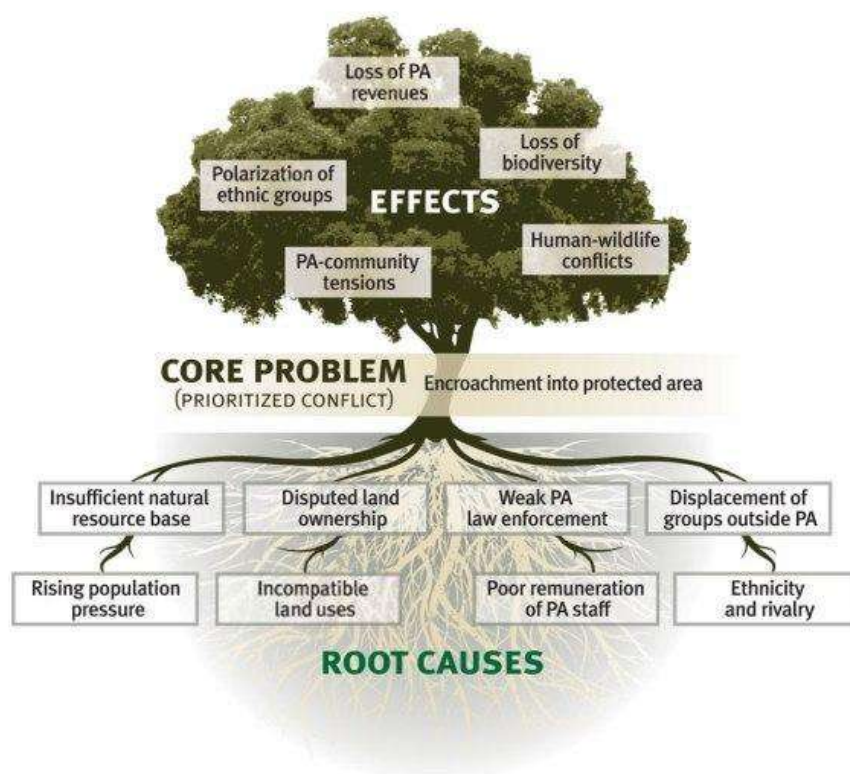 Loss of PA
revenues
Loss of
biodiversity
Polarization of
ethnic groups
EFFECTS
Human-wildlife
conflicts
PA-community
tensions
CORE PROBLEM
(PRIORITIZED CONFLICT)
Encroachment into protected area
Insufficient natural
resource base
Disputed land
ownership
Weak PA
law enforcement
Displacement of
groups outside PA
Rising population
pressure
Incompatible
land uses
Poor remuneration
of PA staff
Ethnicity
and rivalry
ROOT CAUSES